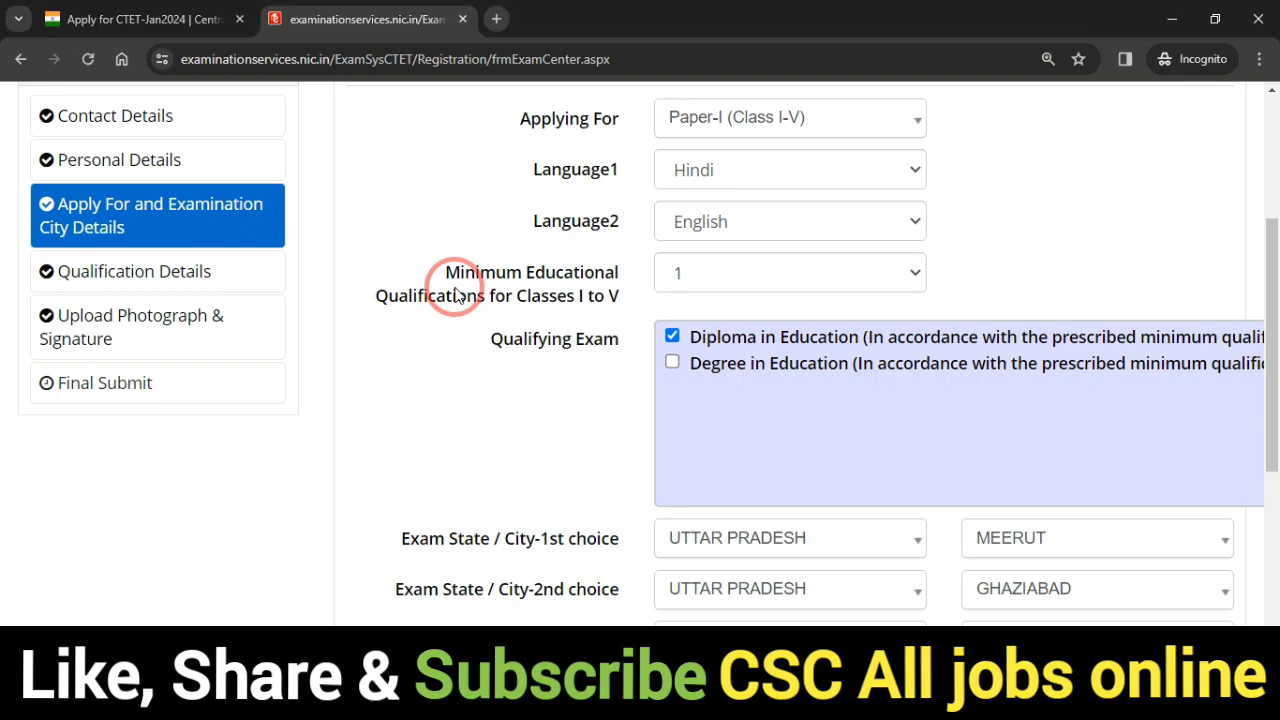 Apply for CTET-Jan2024 | Centr
examinationservices.nic.in/Exam
examinationservices.nic.in/ExamSysCTET/Registration/frmExamCenter.aspx
Incognito
Contact Details
Personal Details
Apply For and Examination
City Details
Qualification Details
Upload Photograph &
Signature
Final Submit
Applying For Paper-I (Class I-V)
Language1 Hindi
Language2 English
Minimum Educational
Qualifications for Classes I to V 1
Qualifying Exam
Diploma in Education (In accordance with the prescribed minimum qualif
Degree in Education (In accordance with the prescribed minimum qualific
Exam State / City-1st choice UTTAR PRADESH MEERUT
Exam State / City-2nd choice UTTAR PRADESH GHAZIABAD
Like, Share & Subscribe CSC All jobs online